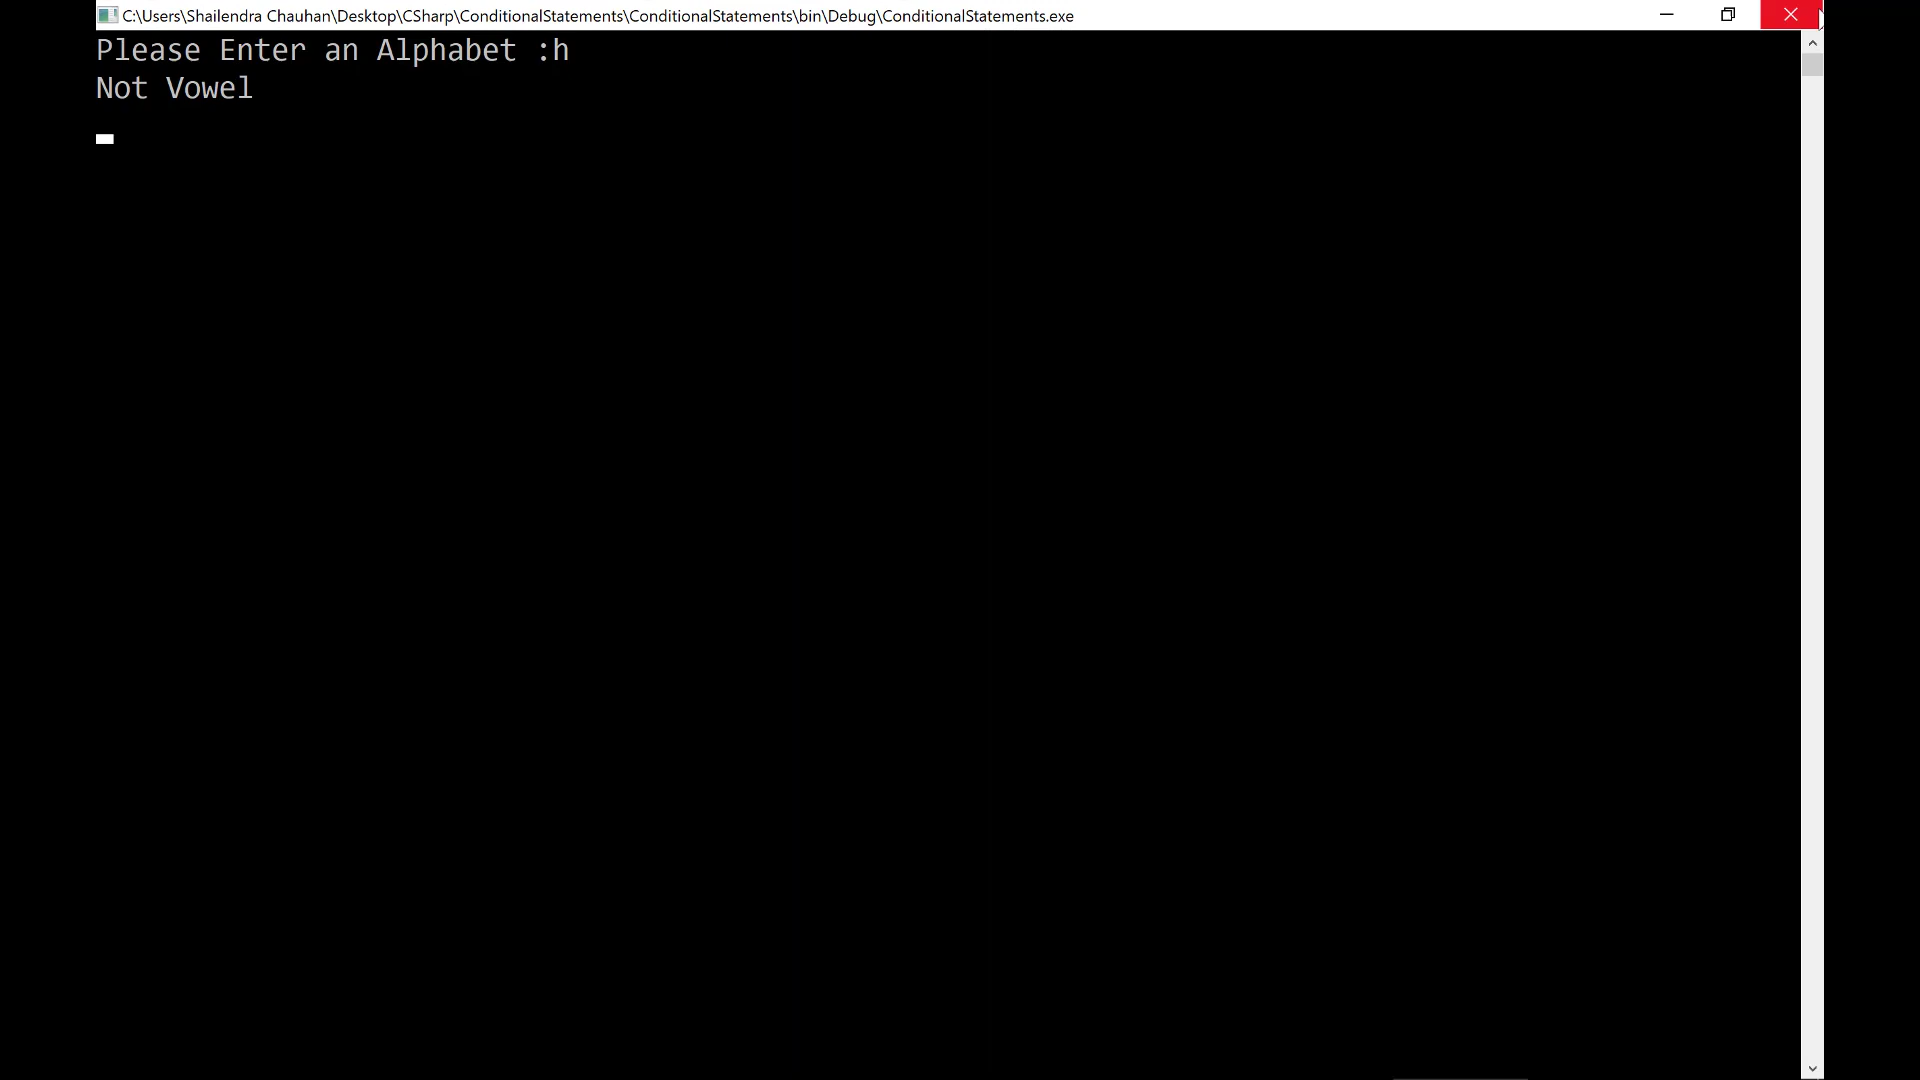 C:\Users\Shailendra Chauhan\Desktop\CSharp\ConditionalStatements\ConditionalStatements\bin\Debug\ConditionalStatements.exe
Please Enter an Alphabet :h
Not Vowel